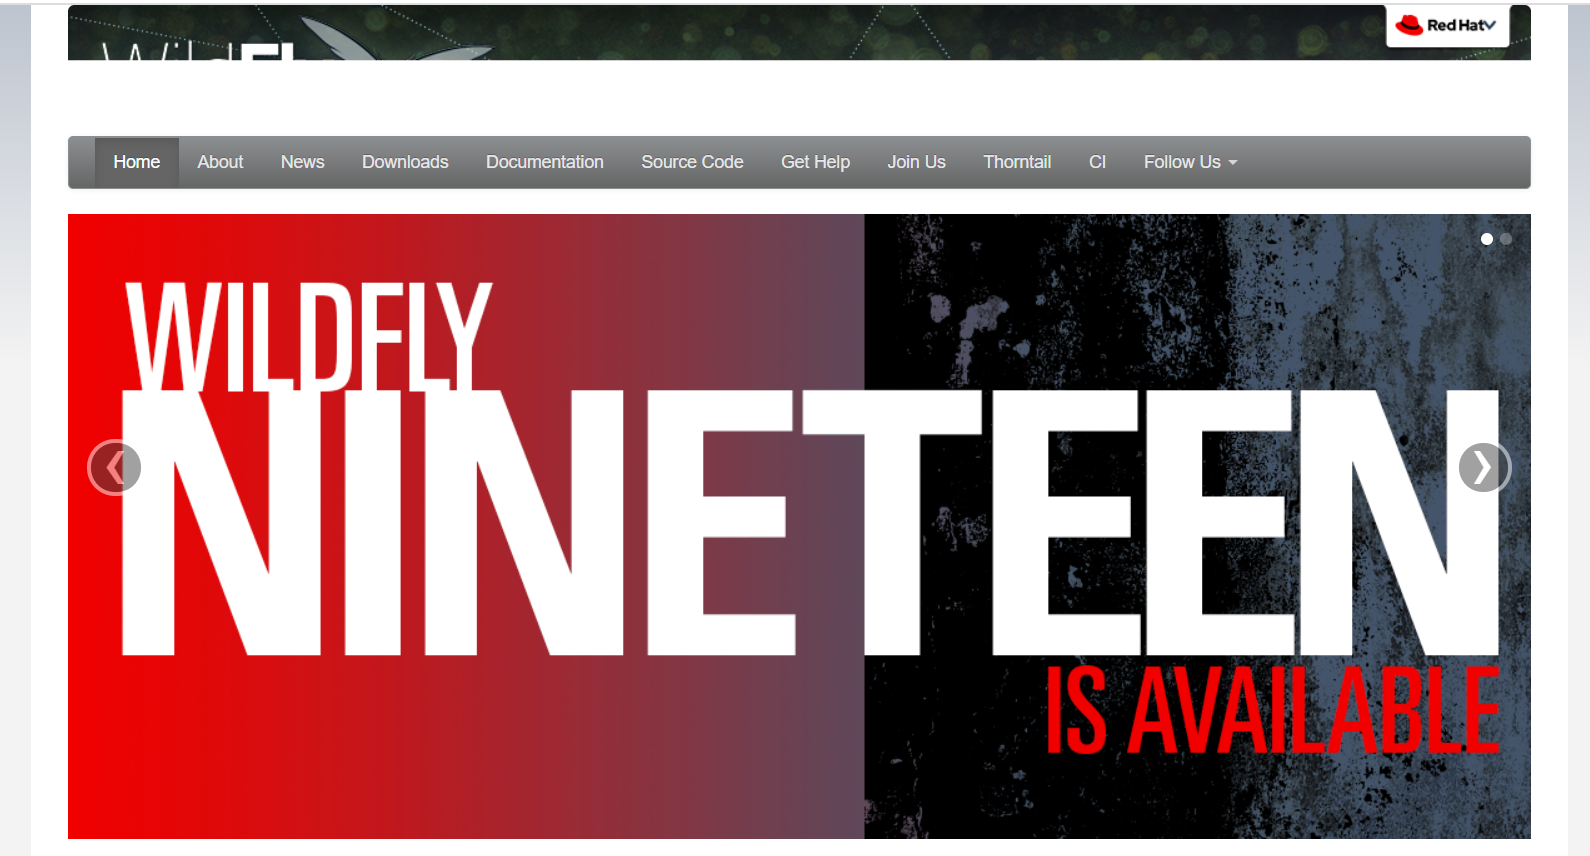 WildFly
Red Hat
Home About News Downloads Documentation Source Code Get Help Join Us Thorntail CI Follow Us
WILDFLY
NINETEEN
IS AVAILABLE